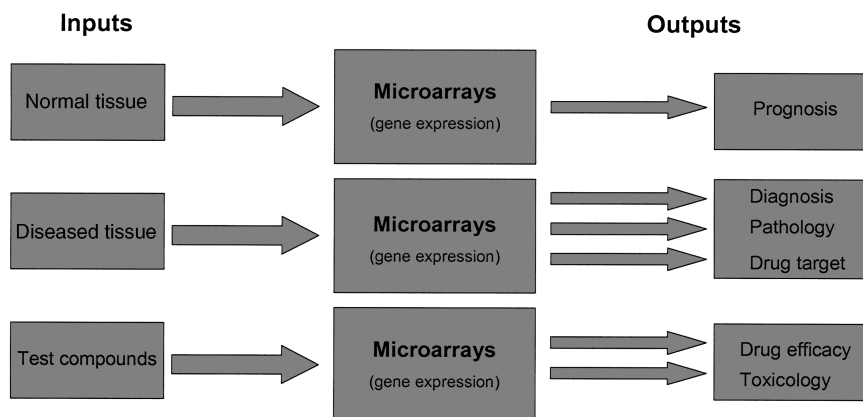 Inputs
Outputs
Normal tissue
Microarrays
(gene expression)
Prognosis
Diseased tissue
Microarrays
(gene expression)
Diagnosis
Pathology
Drug target
Test compounds
Microarrays
(gene expression)
Drug efficacy
Toxicology